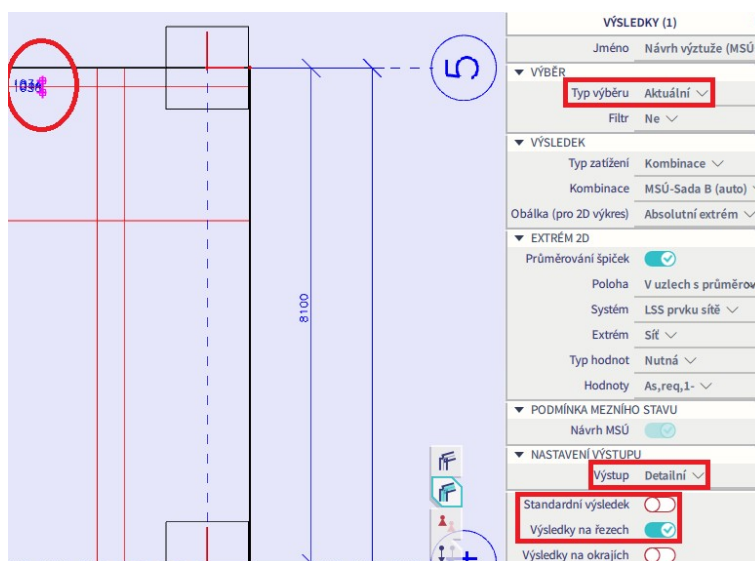 VÝSLEDKY (1)
Jméno Návrh výztuže (MSÚ
VÝBĚR
Typ výběru Aktuální
Filtr Ne
VÝSLEDEK
Typ zatížení Kombinace
Kombinace MSÚ-Sada B (auto)
Obálka (pro 2D výkres) Absolutní extrém
EXTRÉM 2D
Průměrování špiček
Poloha V uzlech s průměrov
Systém LSS prvku sítě
Extrém Síť
Typ hodnot Nutná
Hodnoty As,req,1-
PODMÍNKA MEZNÍHO STAVU
Návrh MSÚ
NASTAVENÍ VÝSTUPU
Výstup Detailní
Standardní výsledek
Výsledky na řezech
Výsledky na okrajích
5
8100